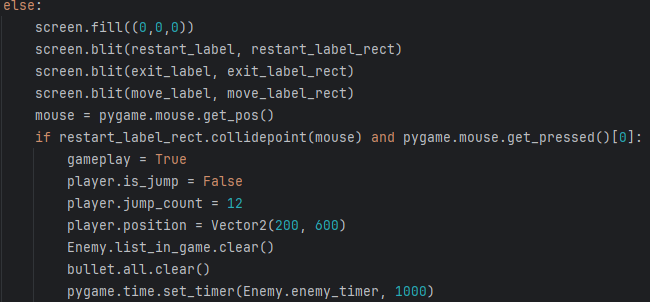 else:
    screen.fill((0,0,0))
    screen.blit(restart_label, restart_label_rect)
    screen.blit(exit_label, exit_label_rect)
    screen.blit(move_label, move_label_rect)
    mouse = pygame.mouse.get_pos()
    if restart_label_rect.collidepoint(mouse) and pygame.mouse.get_pressed()[0]:
        gameplay = True
        player.is_jump = False
        player.jump_count = 12
        player.position = Vector2(200, 600)
        Enemy.list_in_game.clear()
        bullet.all.clear()
        pygame.time.set_timer(Enemy.enemy_timer, 1000)